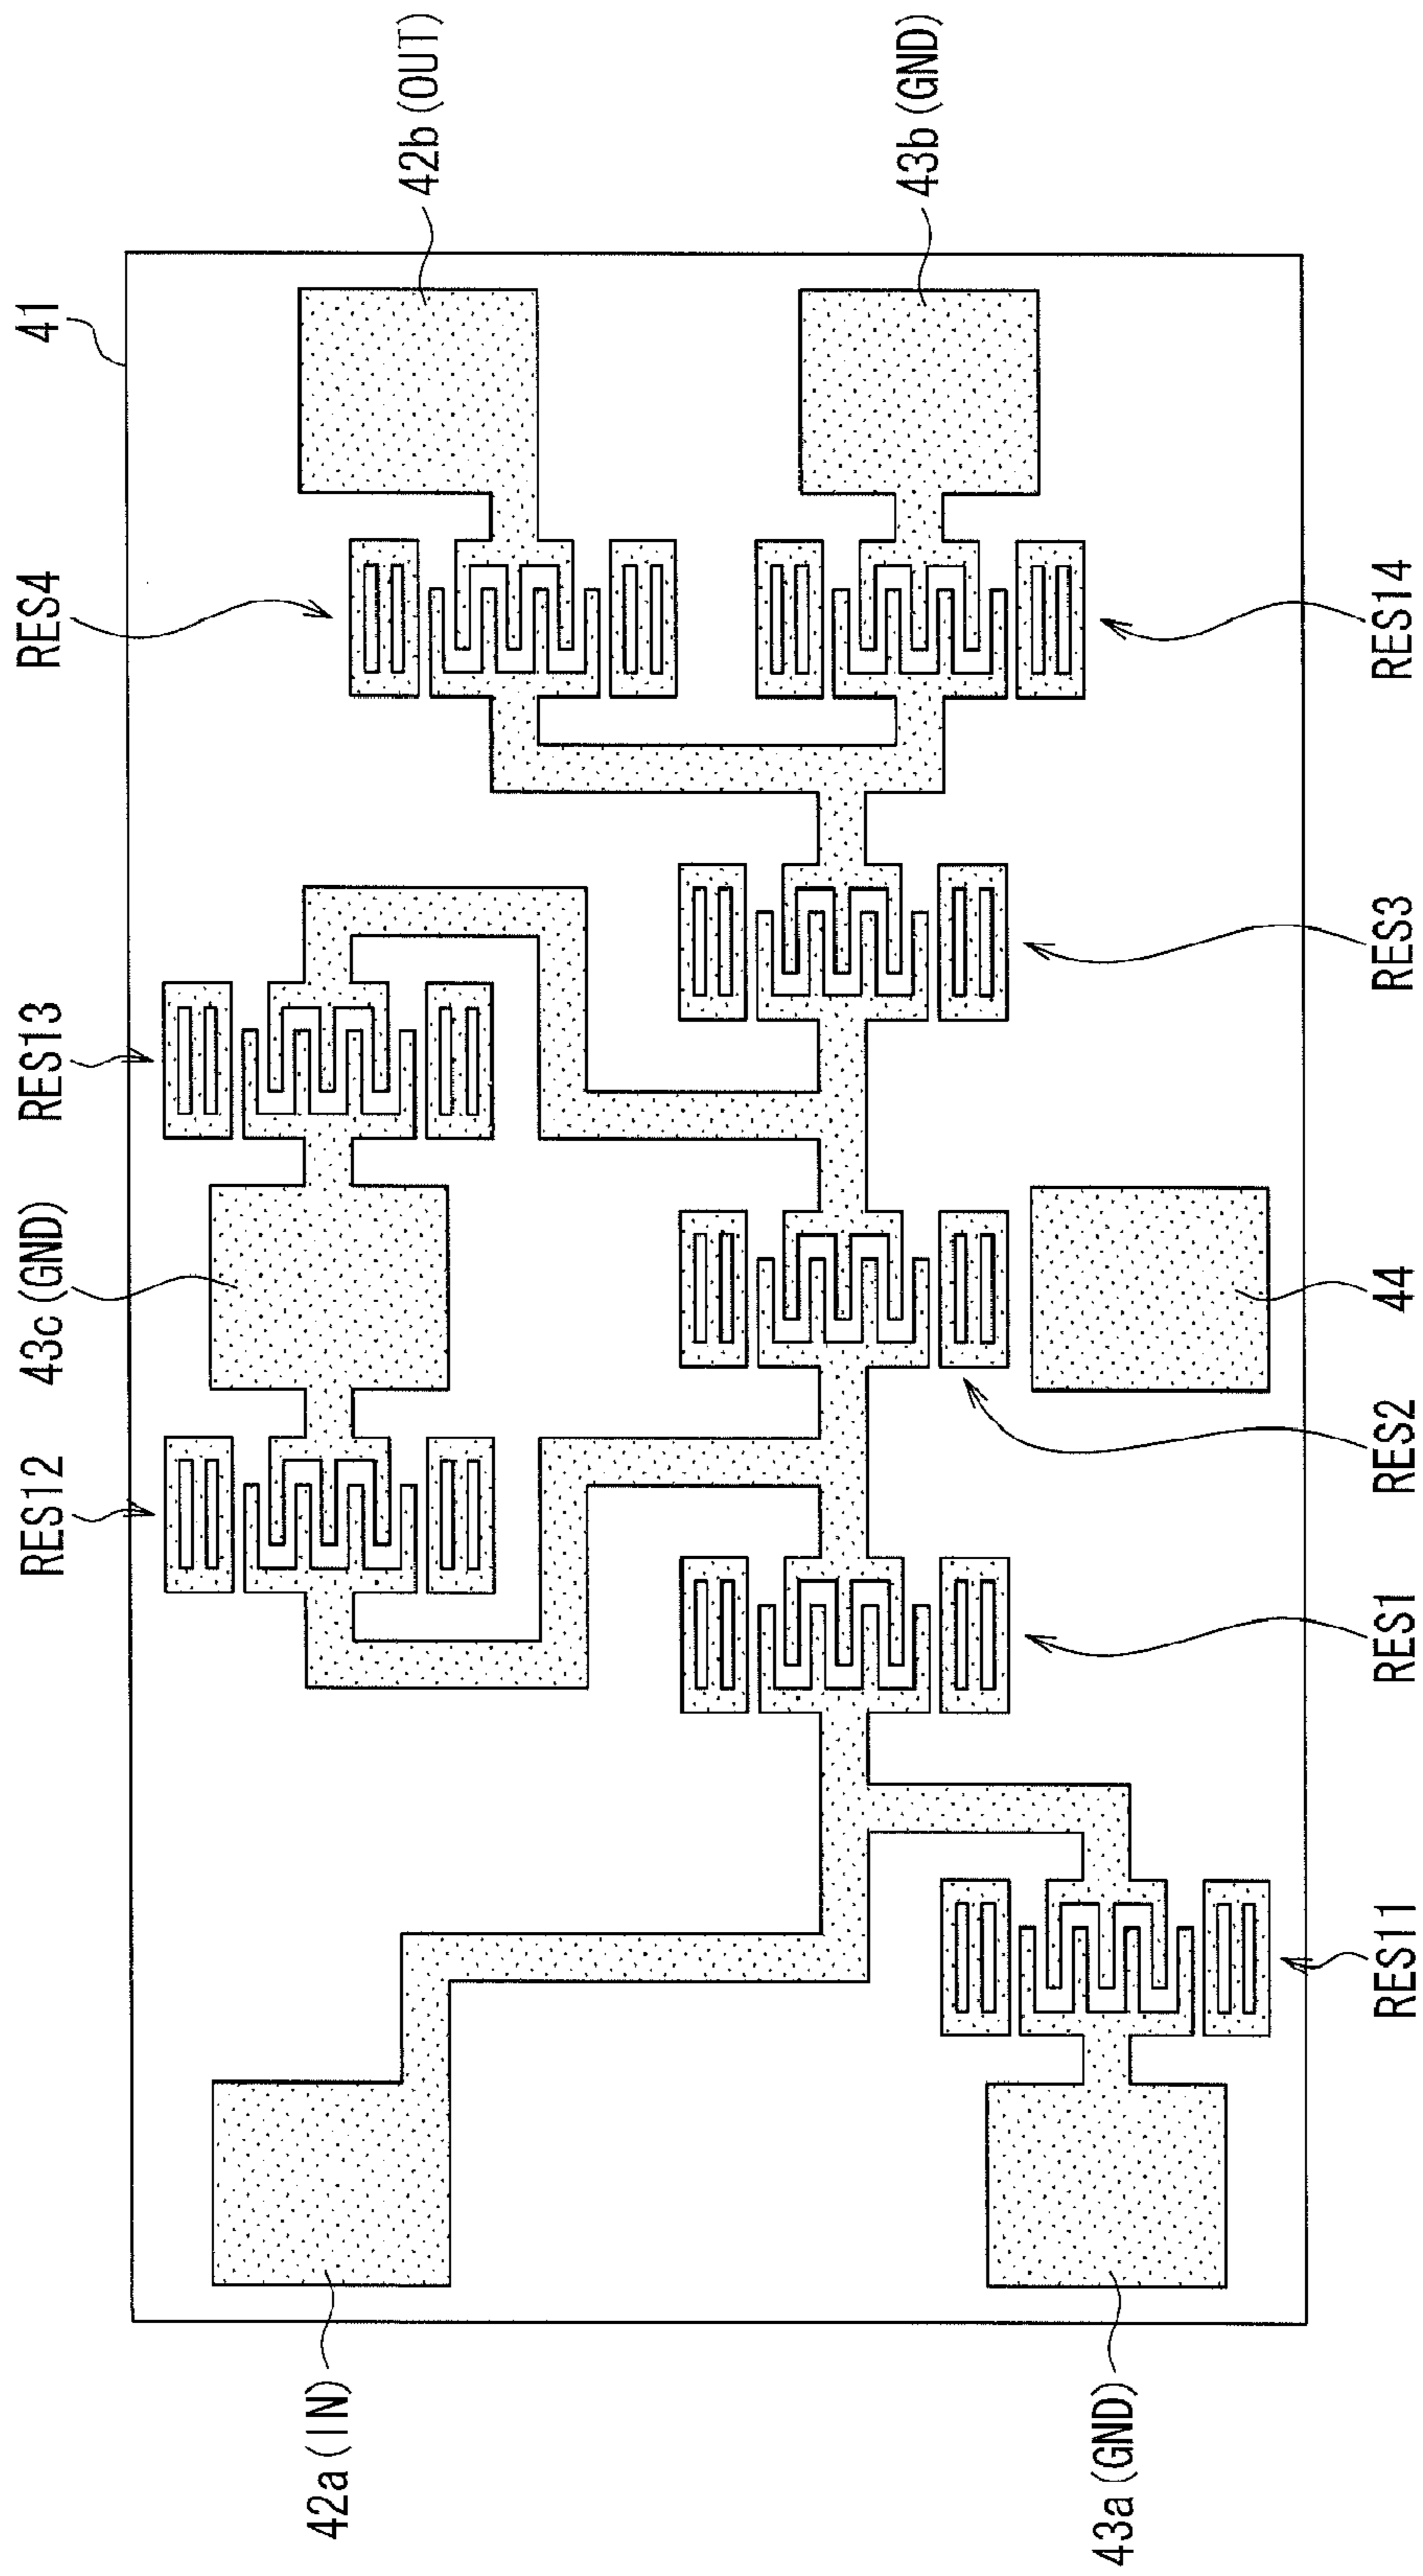 41
42b(OUT)
43b(GND)
RES4
RES14
RES13
RES3
43c(GND)
44
RES12
RES2
RES1
RES11
42a(IN)
43a(GND)